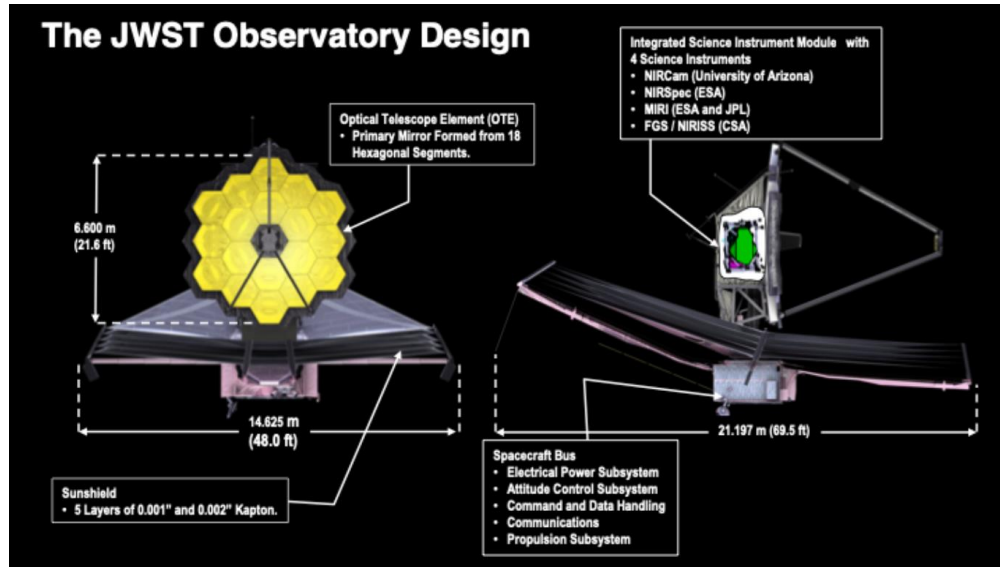 The JWST Observatory Design
Optical Telescope Element (OTE)
• Primary Mirror Formed from 18
Hexagonal Segments.
6.600 m
(21.6 ft)
14.625 m
(48.0 ft)
Sunshield
• 5 Layers of 0.001” and 0.002” Kapton.
Integrated Science Instrument Module with
4 Science Instruments
• NIRCam (University of Arizona)
• NIRSpec (ESA)
• MIRI (ESA and JPL)
• FGS / NIRISS (CSA)
21.197 m (69.5 ft)
Spacecraft Bus
• Electrical Power Subsystem
• Attitude Control Subsystem
• Command and Data Handling
• Communications
• Propulsion Subsystem